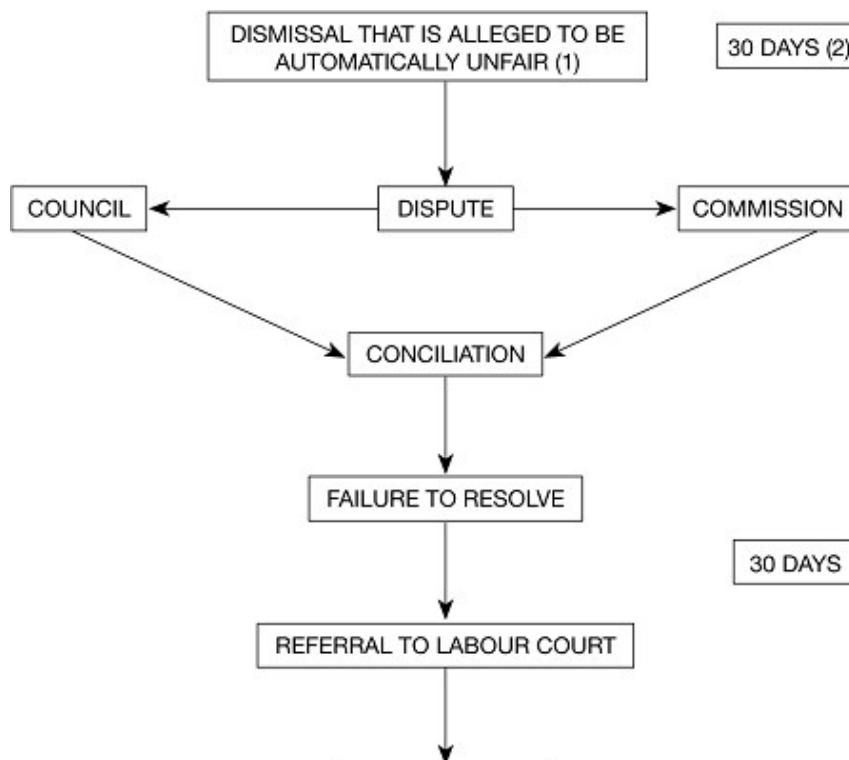 DISMISSAL THAT IS ALLEGED TO BE
AUTOMATICALLY UNFAIR (1)
30 DAYS (2)
COUNCIL
DISPUTE
COMMISSION
CONCILIATION
FAILURE TO RESOLVE
30 DAYS
REFERRAL TO LABOUR COURT